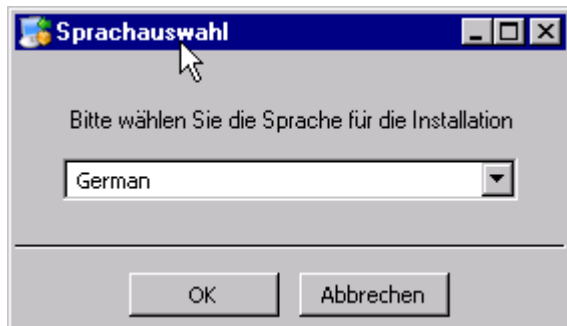 Sprachauswahl
Bitte wählen Sie die Sprache für die Installation
German
OK
Abbrechen